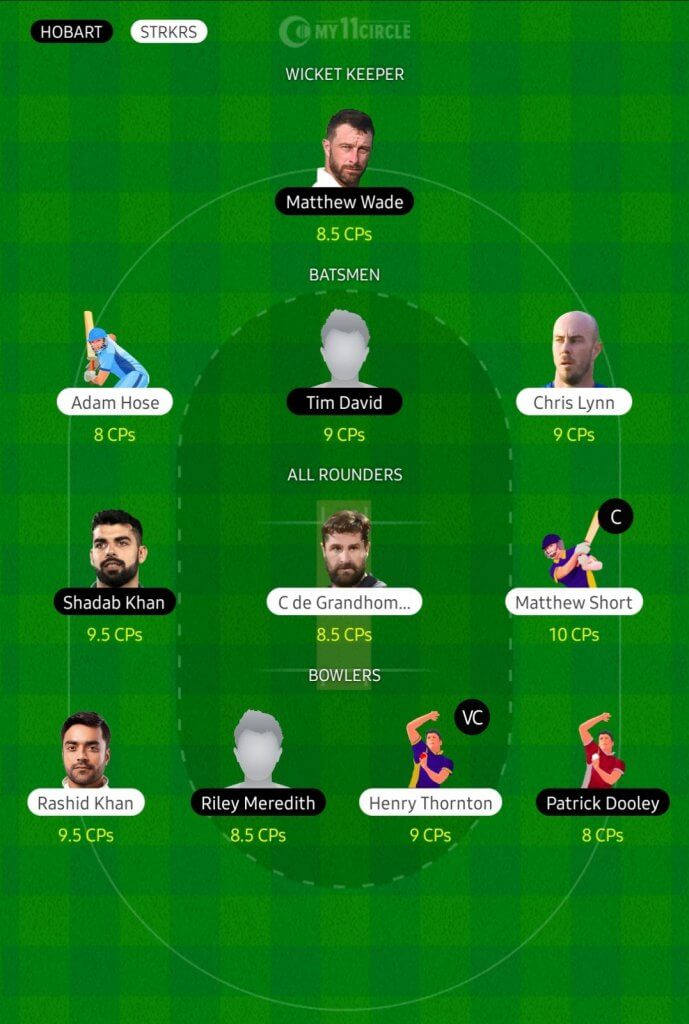 HOBART
STRKRS
MY11CIRCLE
WICKET KEEPER
Matthew Wade
8.5 CPs
BATSMEN
Adam Hose
Tim David
Chris Lynn
8 CPs
9 CPs
9 CPs
ALL ROUNDERS
C
Shadab Khan
C de Grandhom...
Matthew Short
9.5 CPs
8.5 CPs
10 CPs
BOWLERS
VC
Rashid Khan
Riley Meredith
Henry Thornton
Patrick Dooley
9.5 CPs
8.5 CPs
9 CPs
8 CPs